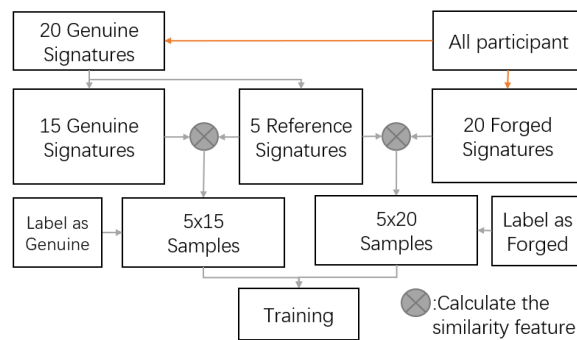 20 Genuine
Signatures
All participant
15 Genuine
Signatures
5 Reference
Signatures
20 Forged
Signatures
Label as
Genuine
5x15
Samples
5x20
Samples
Label as
Forged
Training
:Calculate the
similarity feature